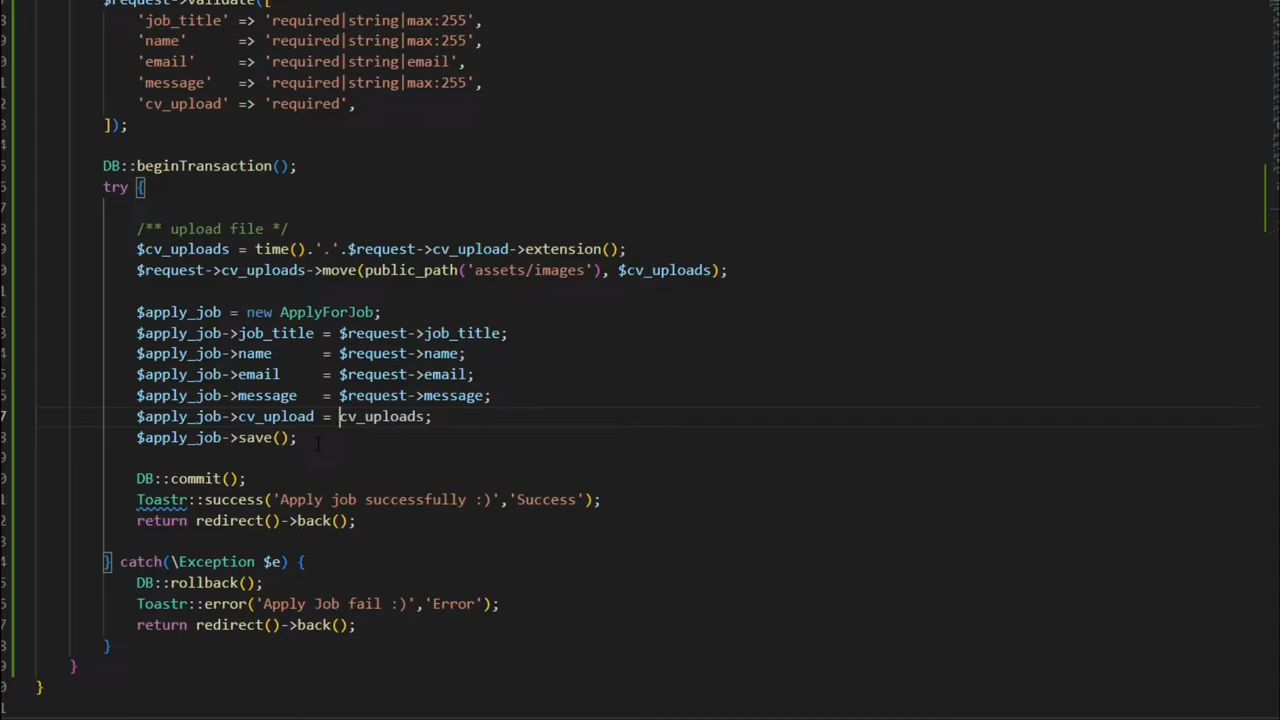 $request->validate([
'job_title' => 'required|string|max:255',
'name' => 'required|string|max:255',
'email' => 'required|string|email',
'message' => 'required|string|max:255',
'cv_upload' => 'required',
]);
DB::beginTransaction();
try {
/** upload file */
$cv_uploads = time().'.'.$request->cv_upload->extension();
$request->cv_uploads->move(public_path('assets/images'), $cv_uploads);
$apply_job = new ApplyForJob;
$apply_job->job_title = $request->job_title;
$apply_job->name = $request->name;
$apply_job->email = $request->email;
$apply_job->message = $request->message;
$apply_job->cv_upload = cv_uploads;
$apply_job->save();
DB::commit();
Toastr::success('Apply job successfully :)','Success');
return redirect()->back();
} catch(\Exception $e) {
DB::rollback();
Toastr::error('Apply Job fail :)','Error');
return redirect()->back();
}
}
}